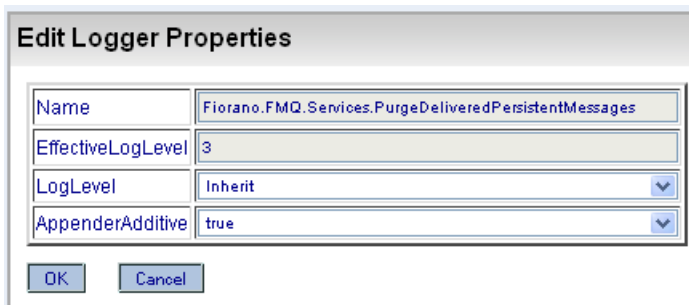 Edit Logger Properties
Name Fiorano.FMQ.Services.PurgeDeliveredPersistentMessages
EffectiveLogLevel 3
LogLevel Inherit
AppenderAdditive true
OK Cancel